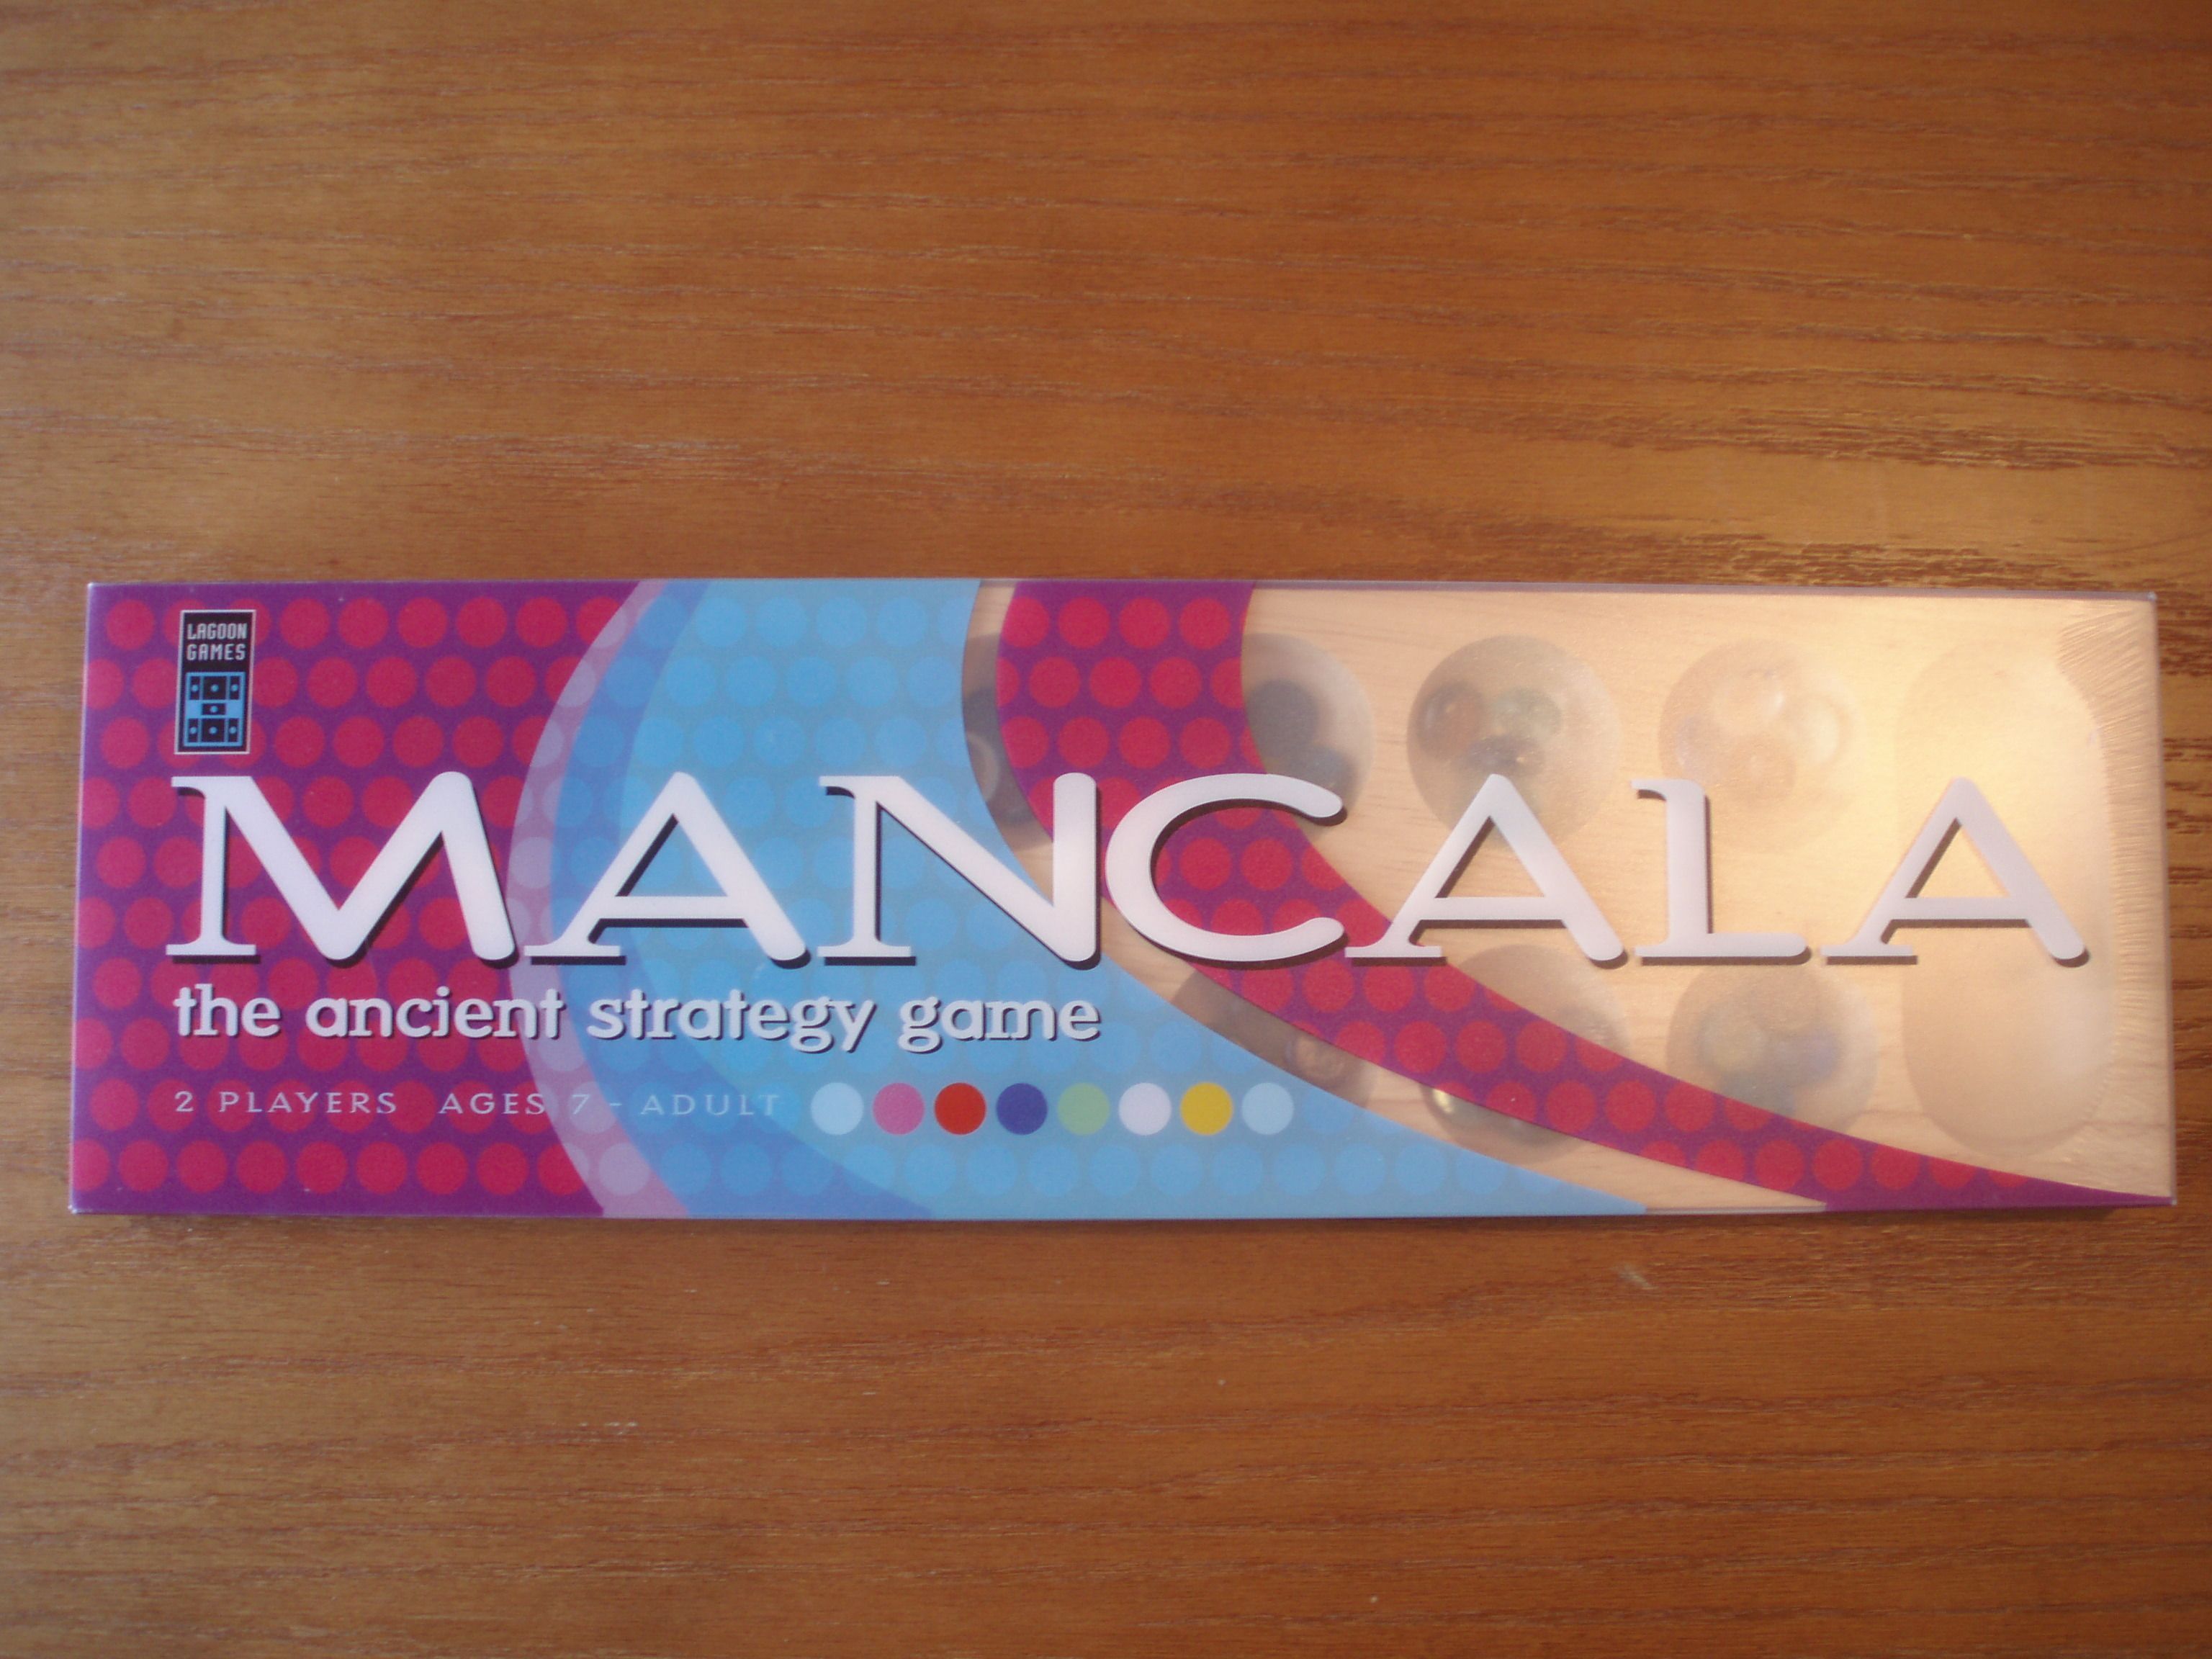 LAGOON
GAMES
MANCALA
the ancient strategy game
2 PLAYERS AGES 7 - ADULT